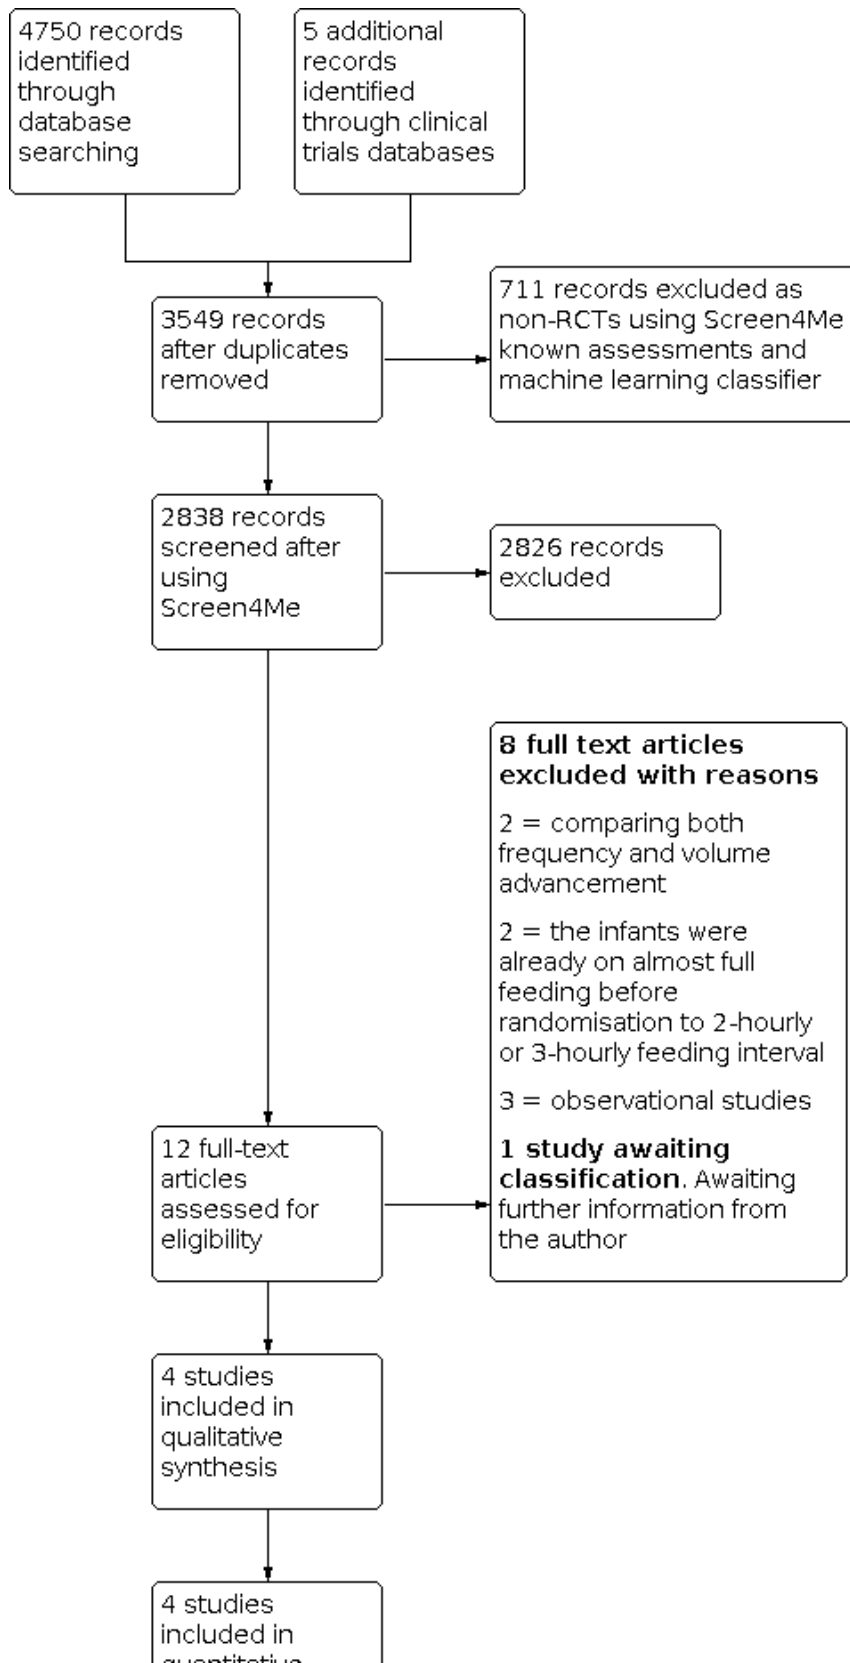 4750 records
identified
through
database
searching
5 additional
records
identified
through clinical
trials databases
3549 records
after duplicates
removed
711 records excluded as
non-RCTs using Screen4Me
known assessments and
machine learning classifier
2838 records
screened after
using
Screen4Me
2826 records
excluded
8 full text articles
excluded with reasons
2 = comparing both
frequency and volume
advancement
2 = the infants were
already on almost full
feeding before
randomisation to 2-hourly
or 3-hourly feeding interval
3 = observational studies
1 study awaiting
classification. Awaiting
further information from
the author
12 full-text
articles
assessed for
eligibility
4 studies
included in
qualitative
synthesis
4 studies
included in
quantitative